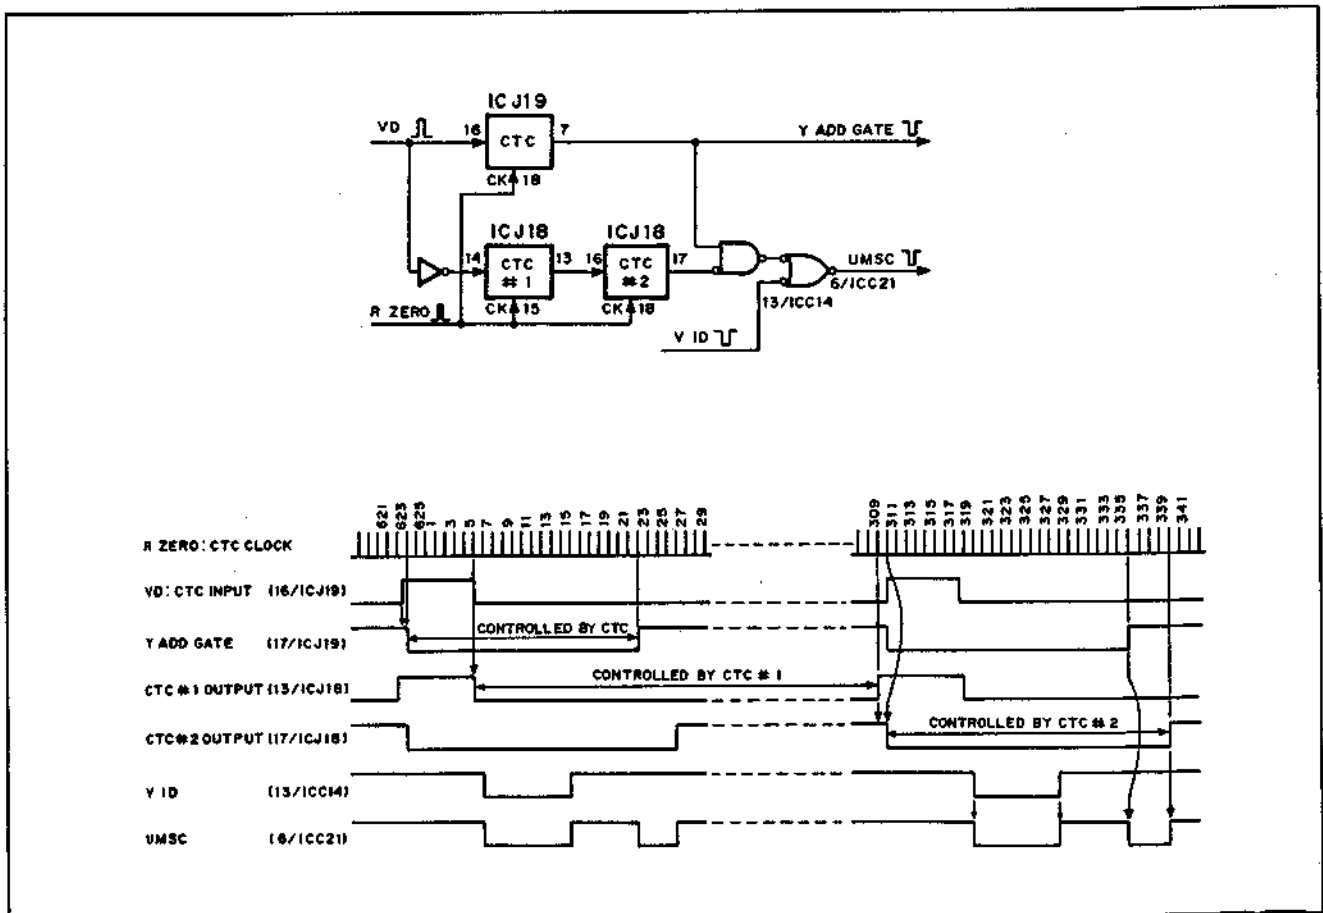 ICJ19
VD 16 CTC 7 Y ADD GATE
CK 18
ICJ18 ICJ18
14 CTC #1 13 16 CTC #2 17 UMSC
6/ICC21
CK 15 CK 18 13/ICC14
R ZERO
V ID
621 623 625 1 3 5 7 9 11 13 15 17 19 21 23 25 27 29 309 311 313 315 317 319 321 323 325 327 329 331 333 335 337 339 341
R ZERO: CTC CLOCK
VD: CTC INPUT (16/ICJ19)
Y ADD GATE (17/ICJ19) CONTROLLED BY CTC
CTC #1 OUTPUT (13/ICJ18) CONTROLLED BY CTC #1
CTC #2 OUTPUT (17/ICJ18) CONTROLLED BY CTC #2
V ID (13/ICC14)
UMSC (6/ICC21)